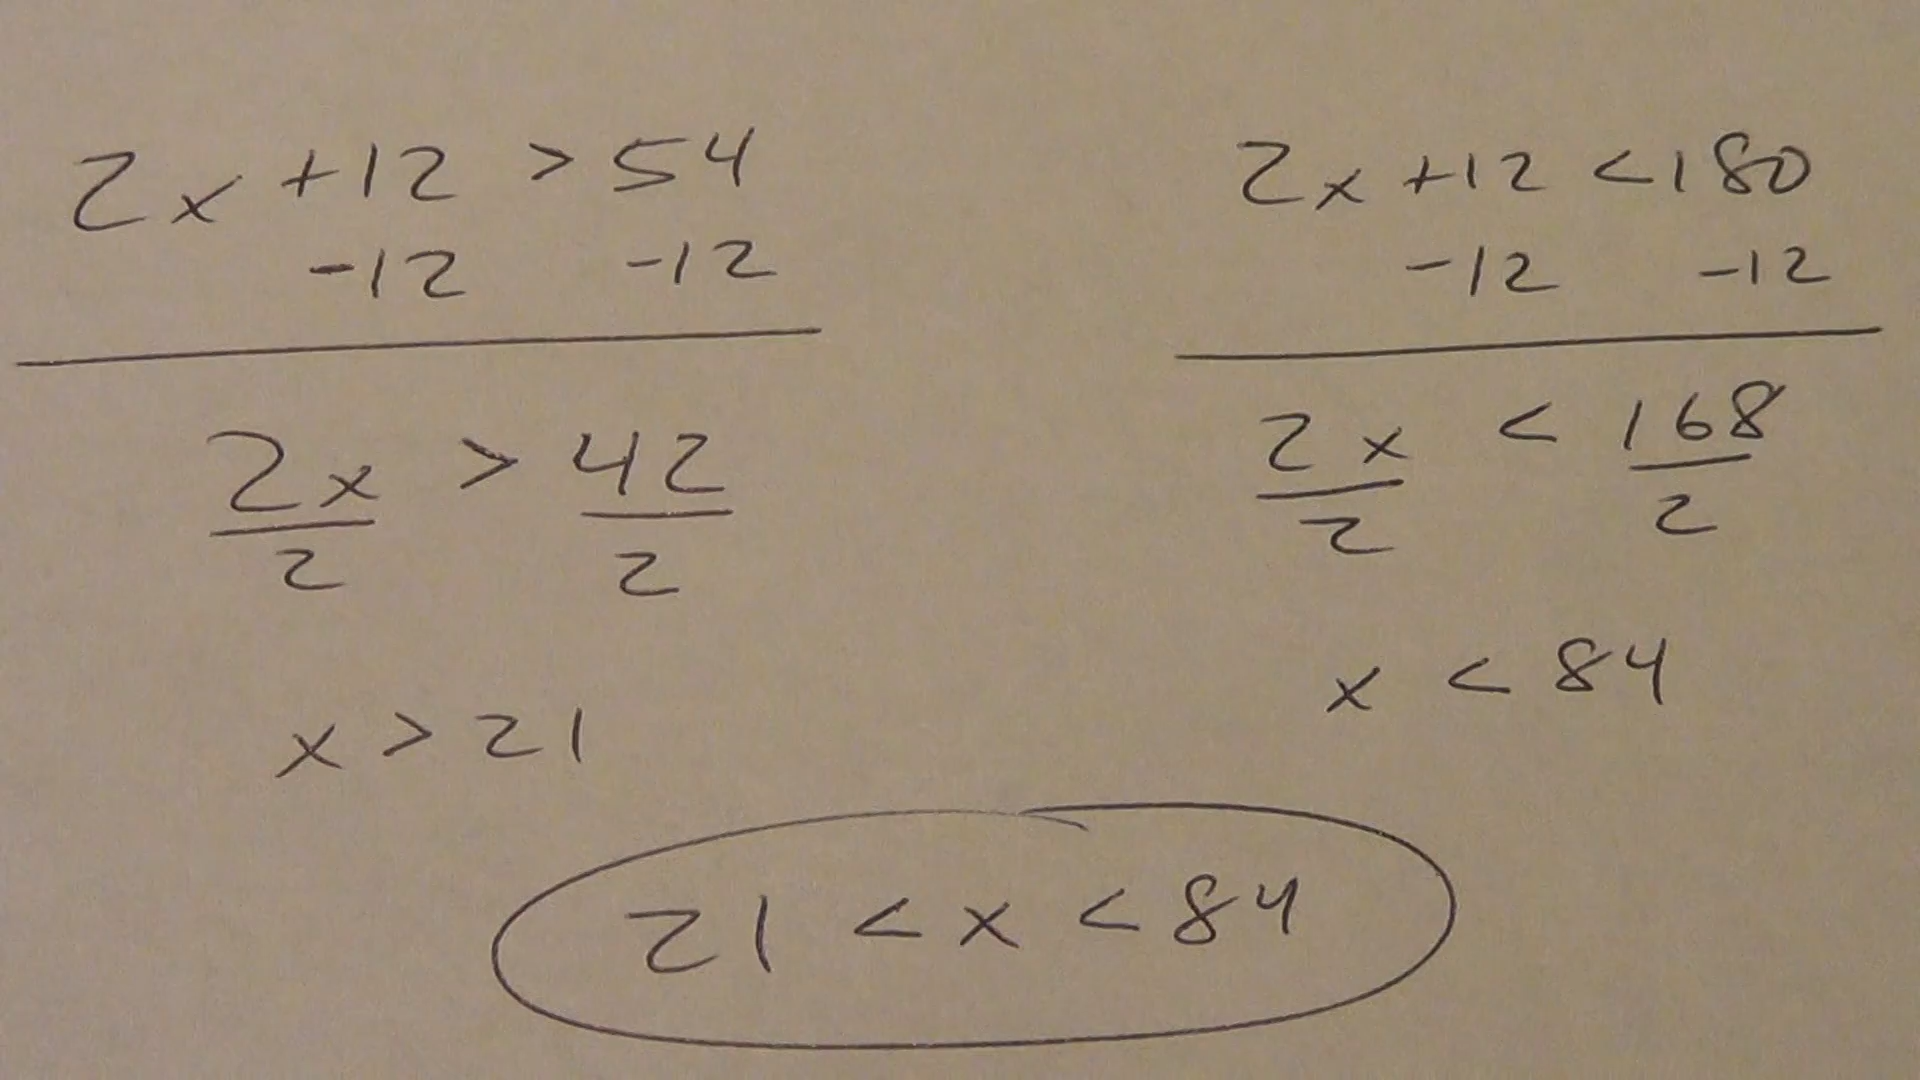 2x +12 > 54
-12 -12
2x > 42
2 2
x > 21
2x +12 < 180
-12 -12
2x < 168
2 2
x < 84
21 < x < 84